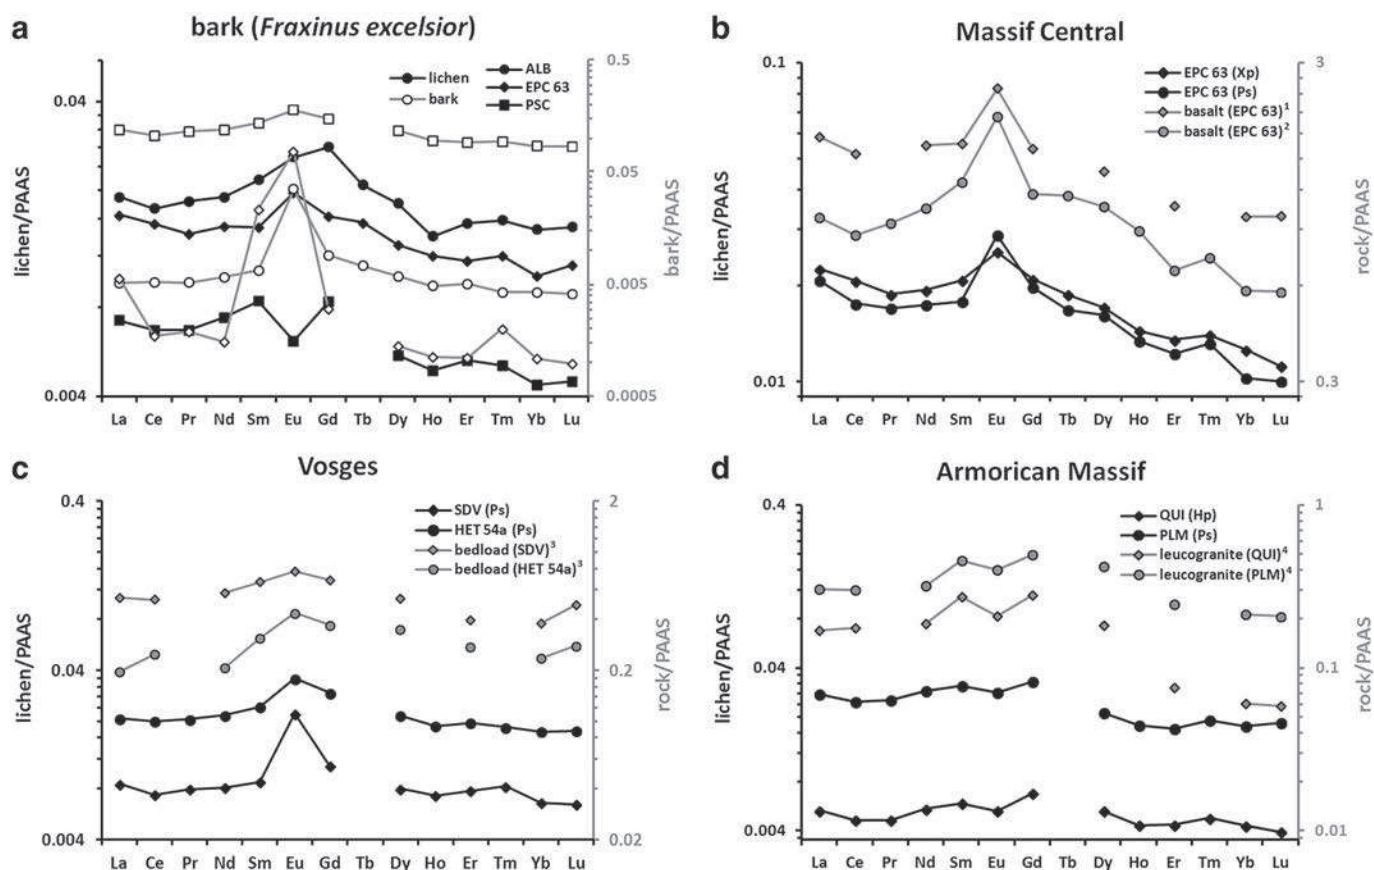 a
bark (Fraxinus excelsior)
lichen
bark
ALB
EPC 63
PSC
0.04
0.004
lichen/PAAS
0.5
0.05
0.005
0.0005
bark/PAAS
La Ce Pr Nd Sm Eu Gd Tb Dy Ho Er Tm Yb Lu
b
Massif Central
EPC 63 (Xp)
EPC 63 (Ps)
basalt (EPC 63)¹
basalt (EPC 63)²
0.1
0.01
lichen/PAAS
3
0.3
rock/PAAS
La Ce Pr Nd Sm Eu Gd Tb Dy Ho Er Tm Yb Lu
c
Vosges
SDV (Ps)
HET 54a (Ps)
bedload (SDV)³
bedload (HET 54a)³
0.4
0.04
0.004
lichen/PAAS
2
0.2
0.02
rock/PAAS
La Ce Pr Nd Sm Eu Gd Tb Dy Ho Er Tm Yb Lu
d
Armorican Massif
QUI (Hp)
PLM (Ps)
leucogranite (QUI)⁴
leucogranite (PLM)⁴
0.4
0.04
0.004
lichen/PAAS
1
0.1
0.01
rock/PAAS
La Ce Pr Nd Sm Eu Gd Tb Dy Ho Er Tm Yb Lu